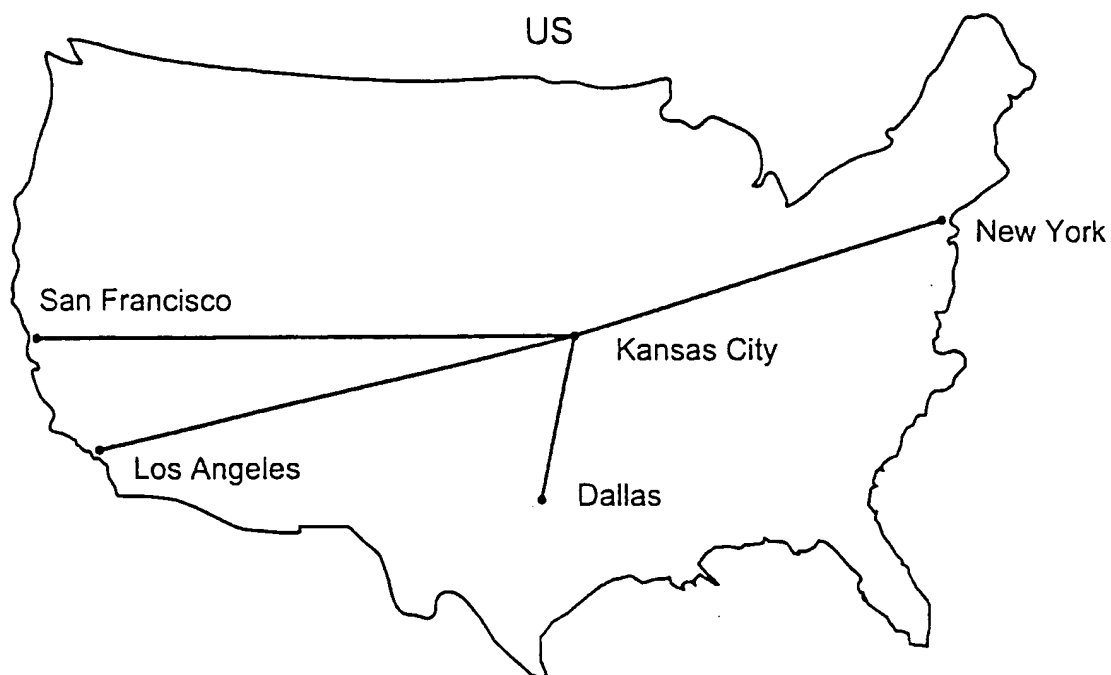 US
New York
San Francisco
Kansas City
Los Angeles
Dallas